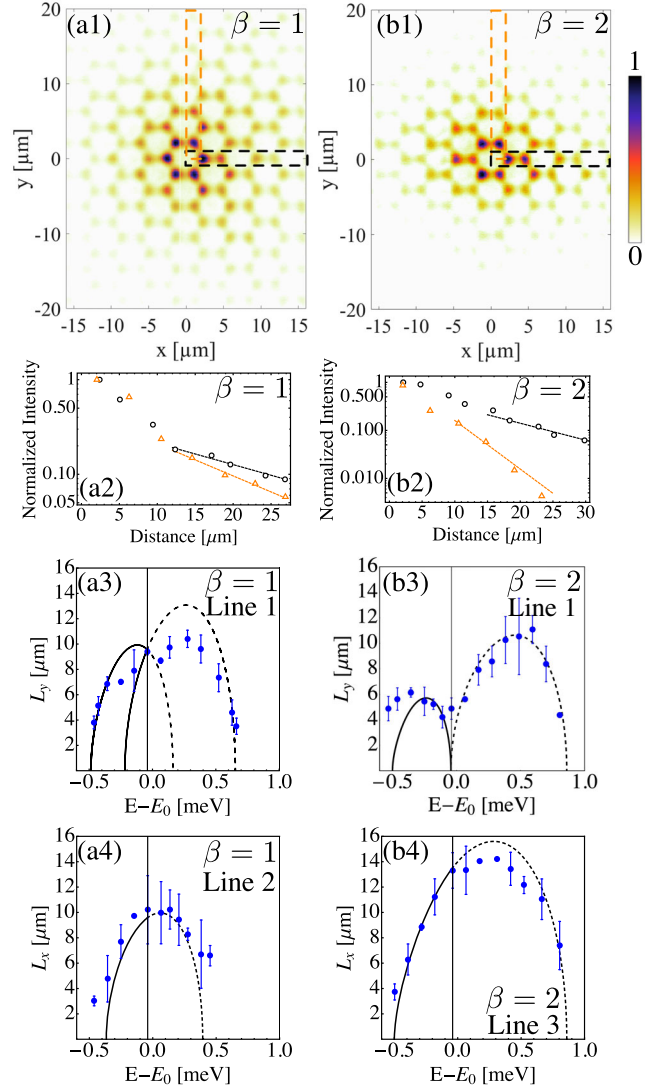 (a1) β = 1
(b1) β = 2
20
10
0
-10
-20
y [μm]
-15 -10 -5 0 5 10 15
x [μm]
20
10
0
-10
-20
y [μm]
-15 -10 -5 0 5 10 15
x [μm]
1
0
Normalized Intensity
1
0.50
0.10
0.05
β = 1
(a2)
0 5 10 15 20 25
Distance [μm]
Normalized Intensity
1
0.500
0.100
0.010
β = 2
(b2)
0 5 10 15 20 25 30
Distance [μm]
(a3) β = 1
Line 1
16
14
12
10
8
6
4
2
L_y [μm]
−0.5 0.0 0.5 1.0
E−E_0 [meV]
(b3) β = 2
Line 1
16
14
12
10
8
6
4
2
L_y [μm]
−0.5 0.0 0.5 1.0
E−E_0 [meV]
(a4) β = 1
Line 2
16
14
12
10
8
6
4
2
L_x [μm]
−0.5 0.0 0.5 1.0
E−E_0 [meV]
(b4)
β = 2
Line 3
16
14
12
10
8
6
4
2
L_x [μm]
−0.5 0.0 0.5 1.0
E−E_0 [meV]